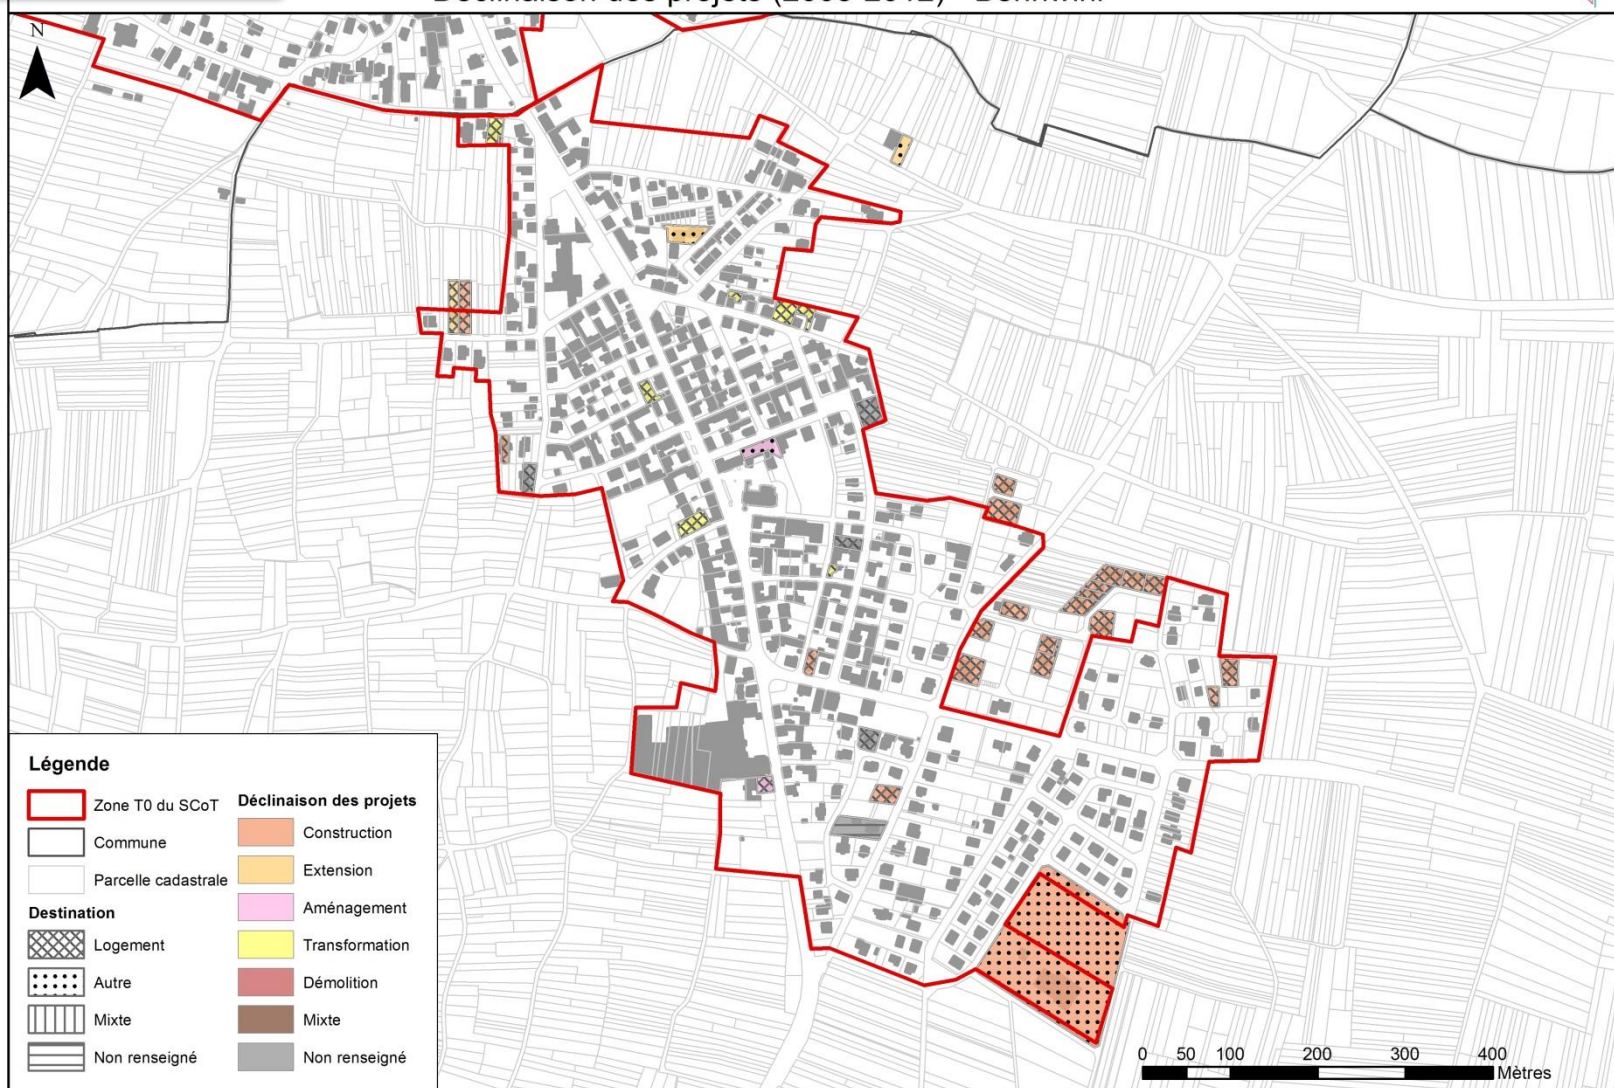 N
Légende
Zone T0 du SCoT
Commune
Parcelle cadastrale
Destination
Logement
Autre
Mixte
Non renseigné
Déclinaison des projets
Construction
Extension
Aménagement
Transformation
Démolition
Mixte
Non renseigné
0 50 100 200 300 400
Mètres